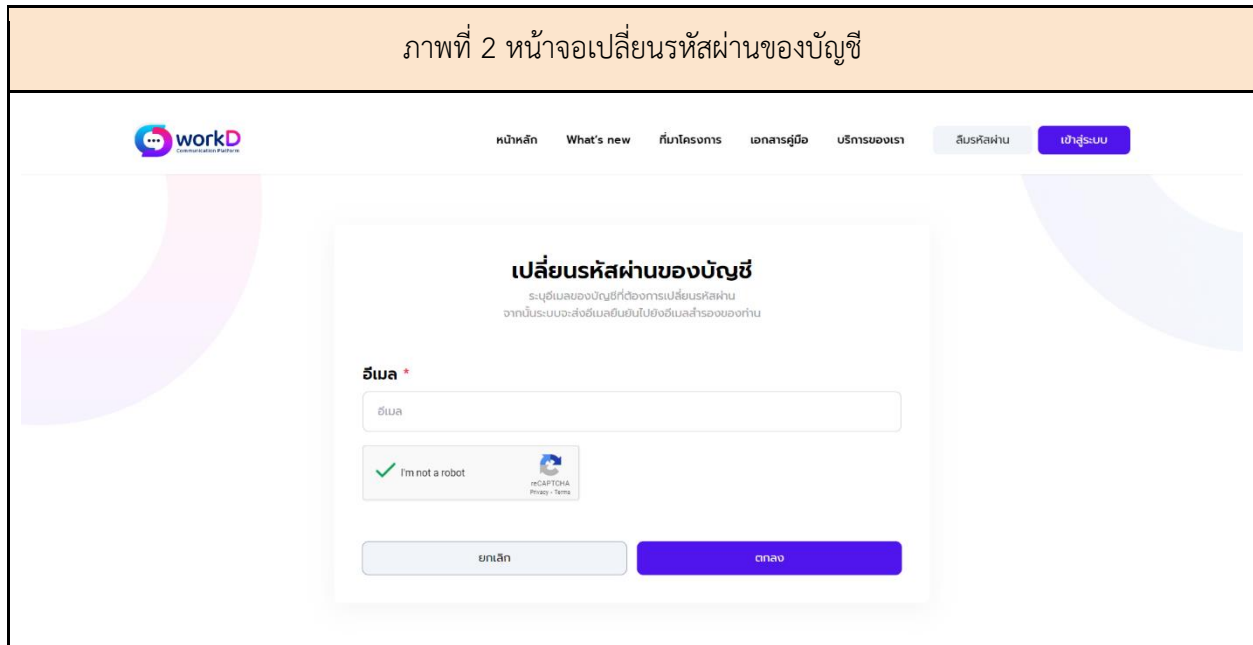 ภาพที่ 2 หน้าจอเปลี่ยนรหัสผ่านของบัญชี
workD
Communication Platform
หน้าหลัก What's new ที่มาโครงการ เอกสารคู่มือ บริการของเรา ลืมรหัสผ่าน เข้าสู่ระบบ
เปลี่ยนรหัสผ่านของบัญชี
ระบุอีเมลของบัญชีที่ต้องการเปลี่ยนรหัสผ่าน
จากนั้นระบบจะส่งอีเมลยืนยันไปยังอีเมลสำรองของท่าน
อีเมล *
อีเมล
I'm not a robot
reCAPTCHA
Privacy - Terms
ยกเลิก ตกลง